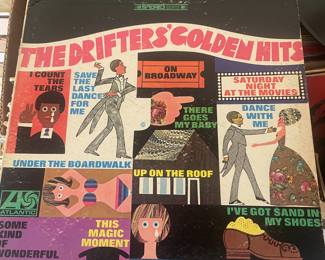 STEREO
THE DRIFTERS' GOLDEN HITS
I COUNT
THE
TEARS
SAVE
THE
LAST
DANCE
FOR
ME
ON
BROADWAY
SATURDAY
NIGHT
AT THE MOVIES
THERE
GOES
MY BABY
DANCE
WITH
ME
UNDER THE BOARDWALK
UP ON THE ROOF
ATLANTIC
SOME
KIND
OF
WONDERFUL
THIS
MAGIC
MOMENT
I'VE GOT SAND IN
MY SHOES